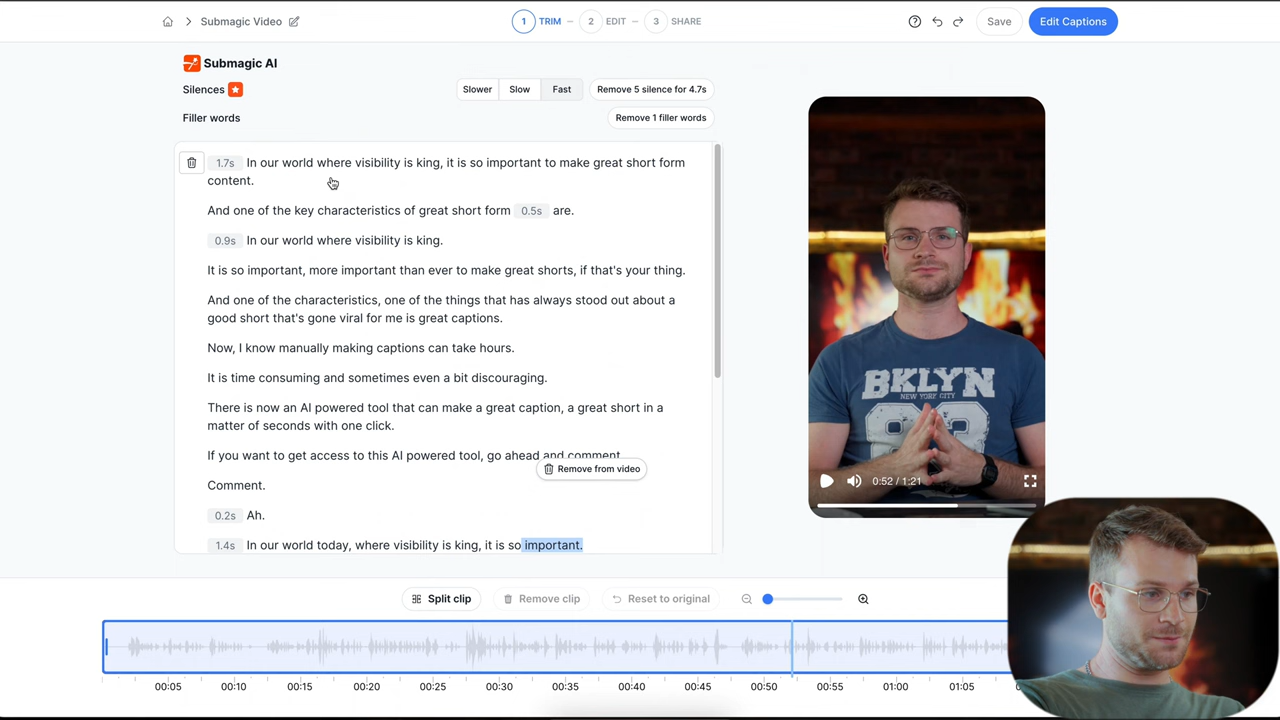 Submagic Video
1 TRIM
2 EDIT
3 SHARE
Save
Edit Captions
Submagic AI
Silences
Slower
Slow
Fast
Remove 5 silence for 4.7s
Filler words
Remove 1 filler words
1.7s In our world where visibility is king, it is so important to make great short form
content.
And one of the key characteristics of great short form 0.5s are.
0.9s In our world where visibility is king.
It is so important, more important than ever to make great shorts, if that's your thing.
And one of the characteristics, one of the things that has always stood out about a
good short that's gone viral for me is great captions.
Now, I know manually making captions can take hours.
It is time consuming and sometimes even a bit discouraging.
There is now an AI powered tool that can make a great caption, a great short in a
matter of seconds with one click.
If you want to get access to this AI powered tool, go ahead and comment
Remove from video
Comment.
0.2s Ah.
1.4s In our world today, where visibility is king, it is so important.
BKLYN
NEW YORK CITY
0:52 / 1:21
Split clip
Remove clip
Reset to original
00:05
00:10
00:15
00:20
00:25
00:30
00:35
00:40
00:45
00:50
00:55
01:00
01:05